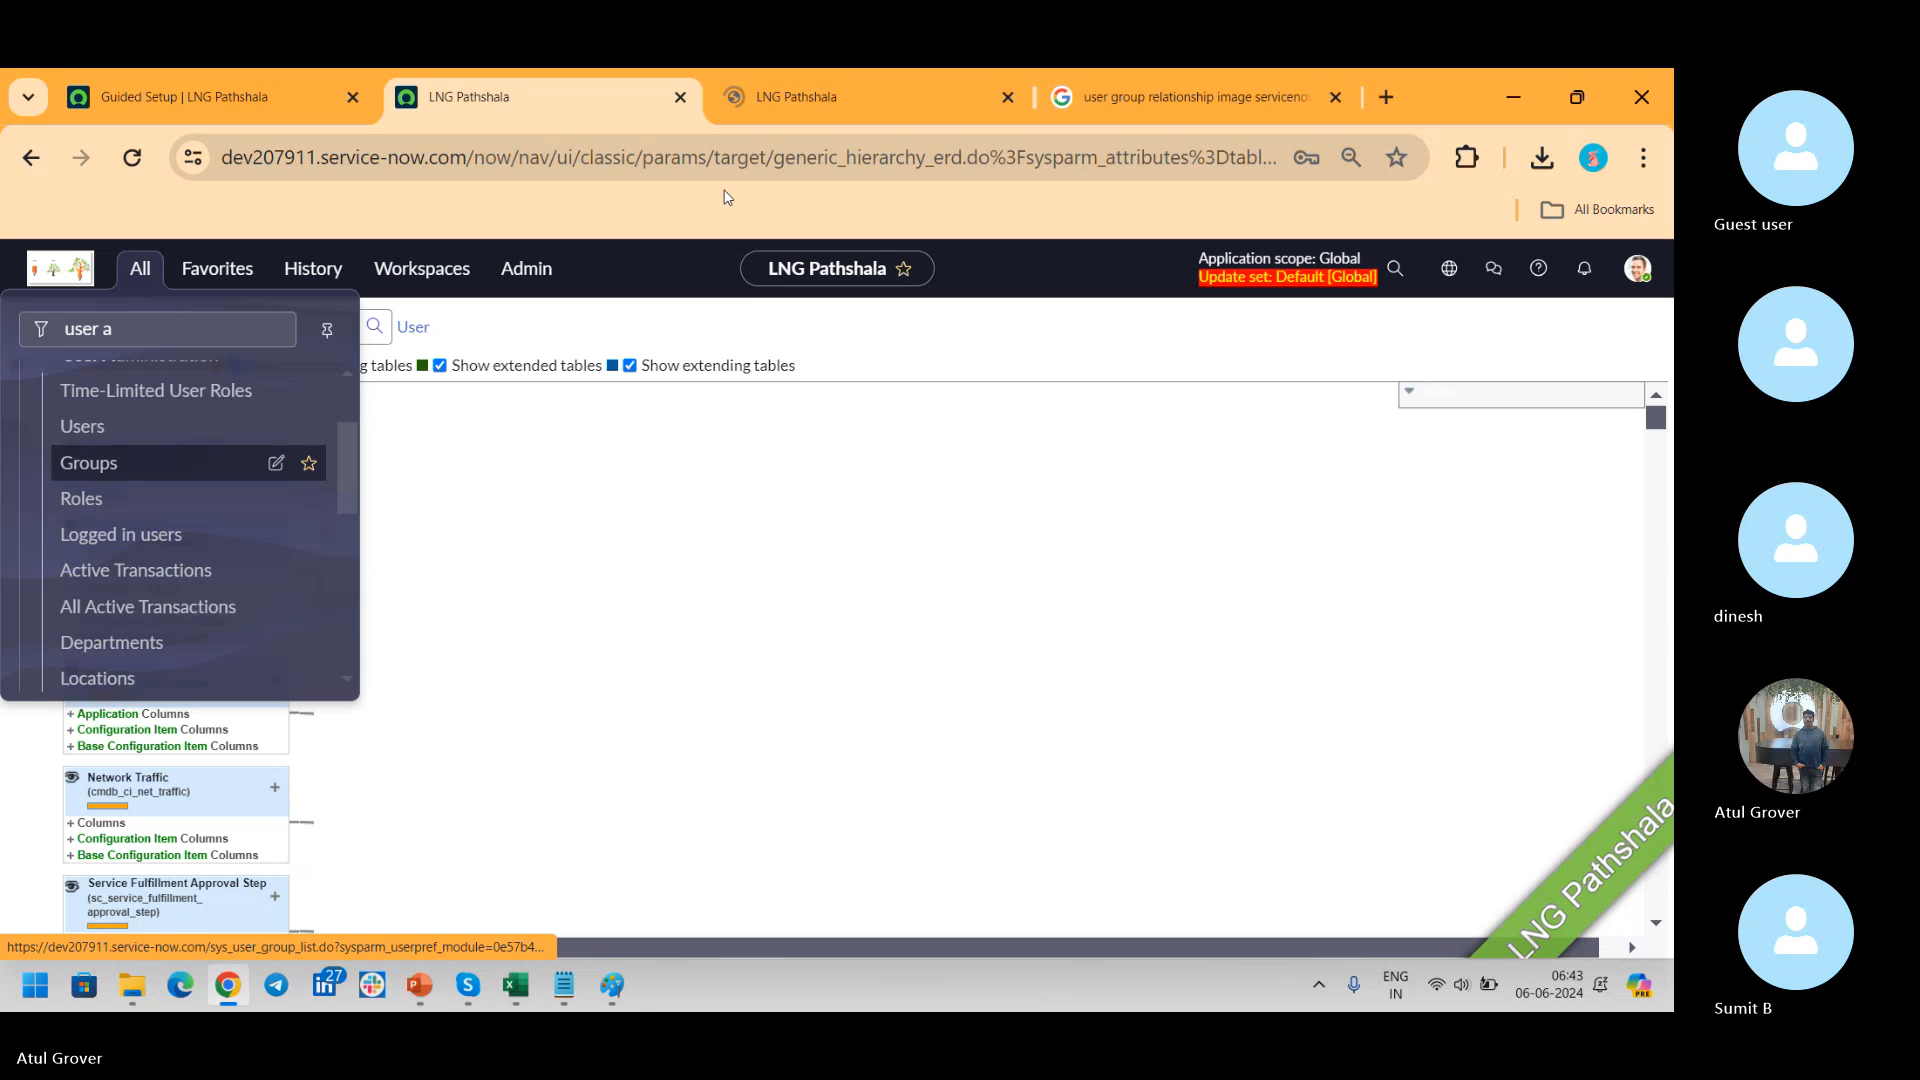 Guided Setup | LNG Pathshala
LNG Pathshala
LNG Pathshala
user group relationship image serviceno
dev207911.service-now.com/now/nav/ui/classic/params/target/generic_hierarchy_erd.do%3Fsysparm_attributes%3Dtabl...
All Bookmarks
All
Favorites
History
Workspaces
Admin
LNG Pathshala
Application scope: Global
Update set: Default [Global]
user a
User
g tables
Show extended tables
Show extending tables
User Administration
Time-Limited User Roles
Users
Groups
Roles
Logged in users
Active Transactions
All Active Transactions
Departments
Locations
+ Application Columns
+ Configuration Item Columns
+ Base Configuration Item Columns
Network Traffic
(cmdb_ci_net_traffic)
+ Columns
+ Configuration Item Columns
+ Base Configuration Item Columns
Service Fulfillment Approval Step
(sc_service_fulfillment_
approval_step)
LNG Pathshala
https://dev207911.service-now.com/sys_user_group_list.do?sysparm_userpref_module=0e57b4...
27
ENG
IN
06:43
06-06-2024
PRE
Guest user
dinesh
Atul Grover
Sumit B
Atul Grover